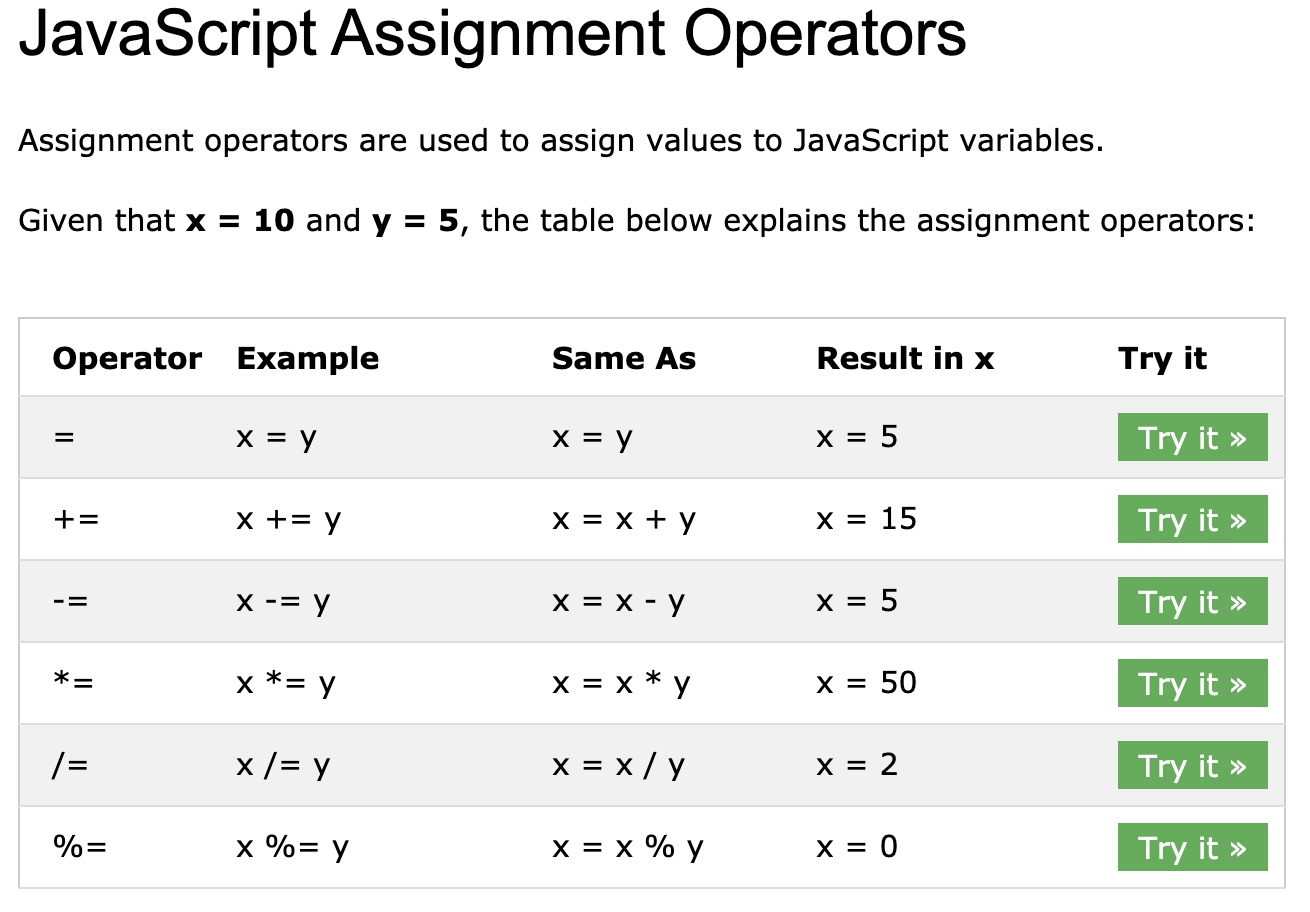 JavaScript Assignment Operators
Assignment operators are used to assign values to JavaScript variables.
Given that x = 10 and y = 5, the table below explains the assignment operators:
Operator Example Same As Result in x Try it
= x = y x = y x = 5 Try it »
+= x += y x = x + y x = 15 Try it »
-= x -= y x = x - y x = 5 Try it »
*= x *= y x = x * y x = 50 Try it »
/= x /= y x = x / y x = 2 Try it »
%= x %= y x = x % y x = 0 Try it »